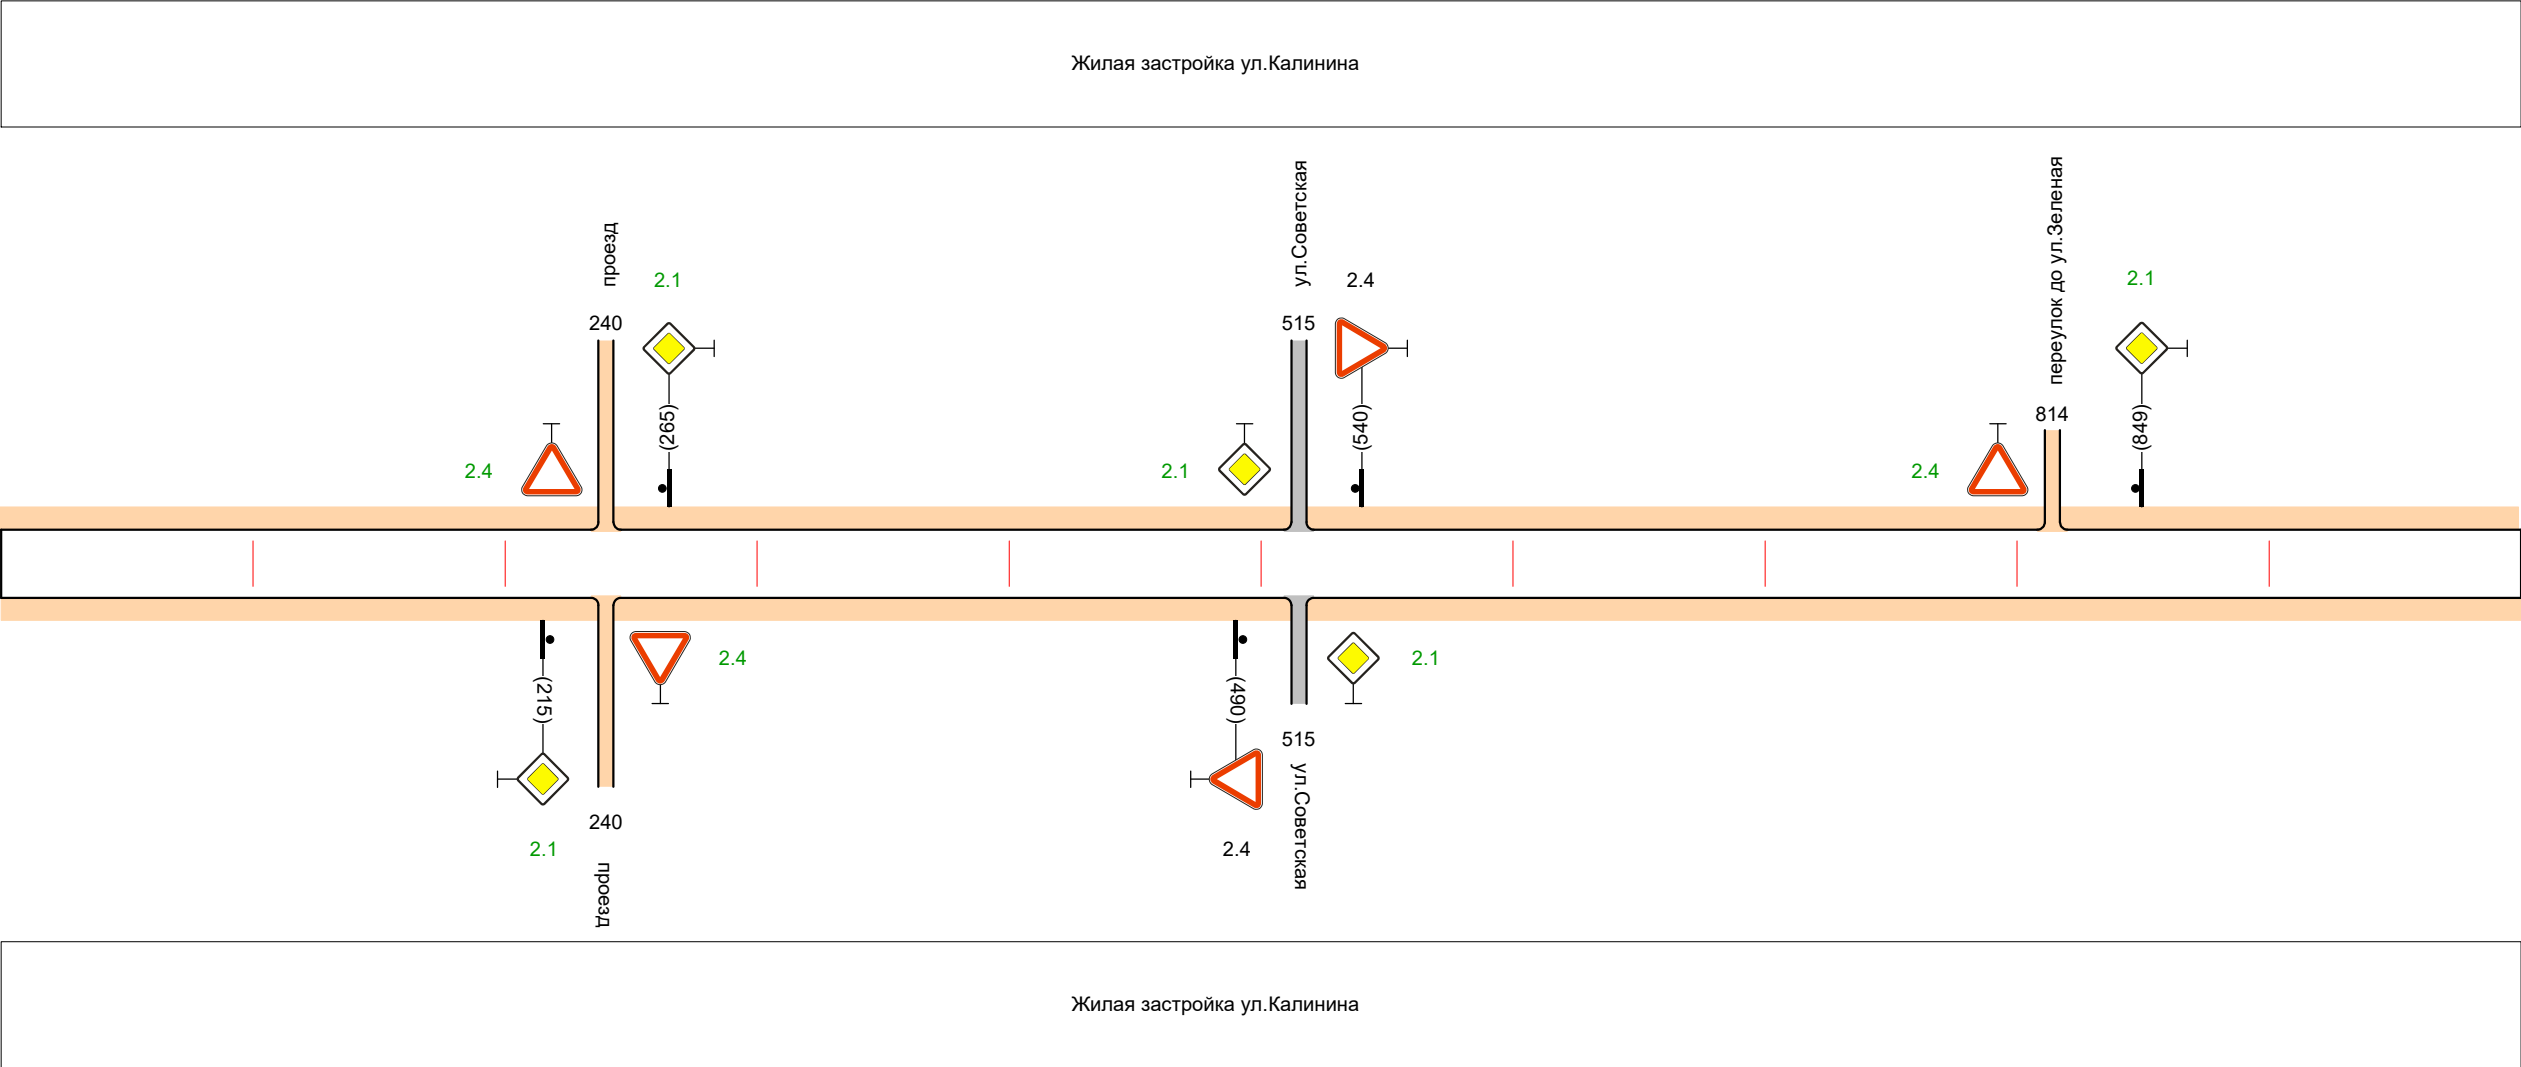 Жилая застройка ул.Калинина
проезд
2.1
240
(265)
2.4
ул.Советская
2.4
515
(540)
2.1
переулок до ул.Зеленая
2.1
814
(849)
2.4
(215)
2.4
2.1
240
проезд
(490)
2.1
515
2.4
ул.Советская
Жилая застройка ул.Калинина